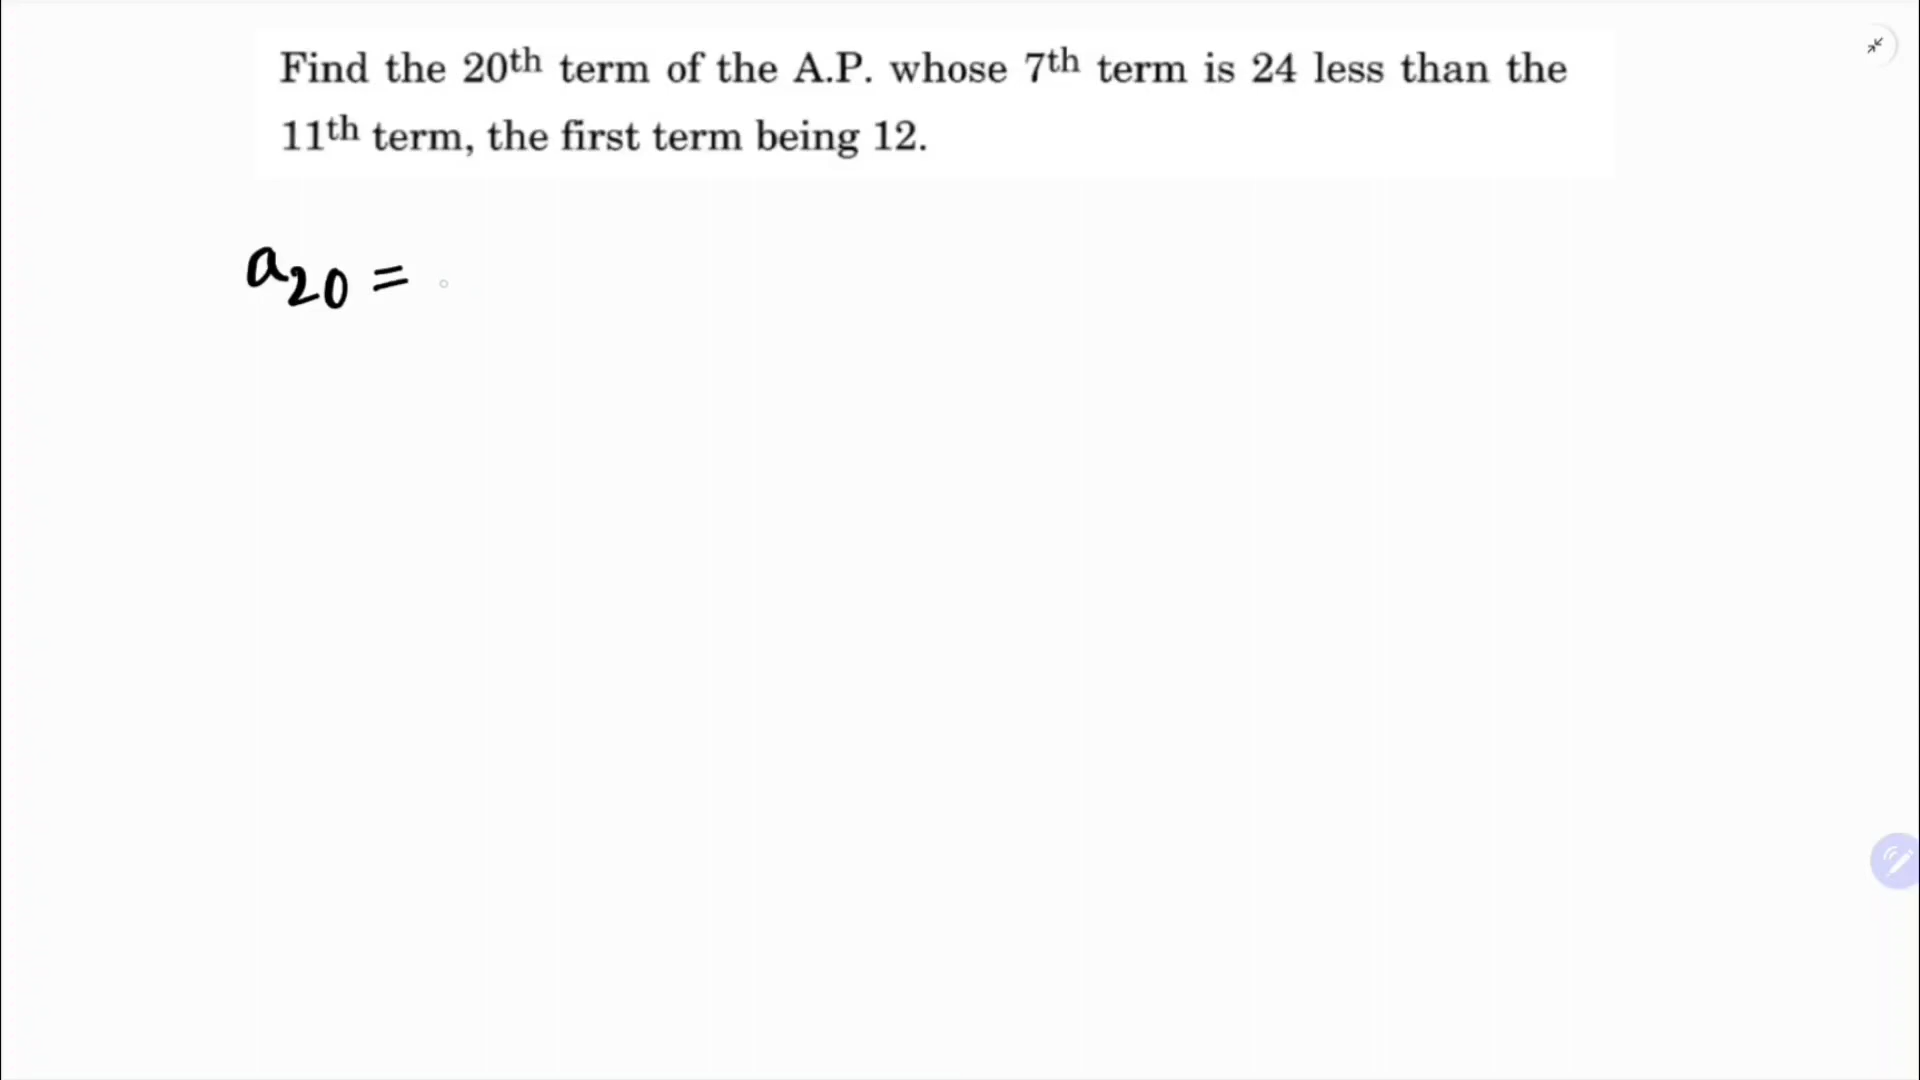 Find the 20th term of the A.P. whose 7th term is 24 less than the
11th term, the first term being 12.
a20 =